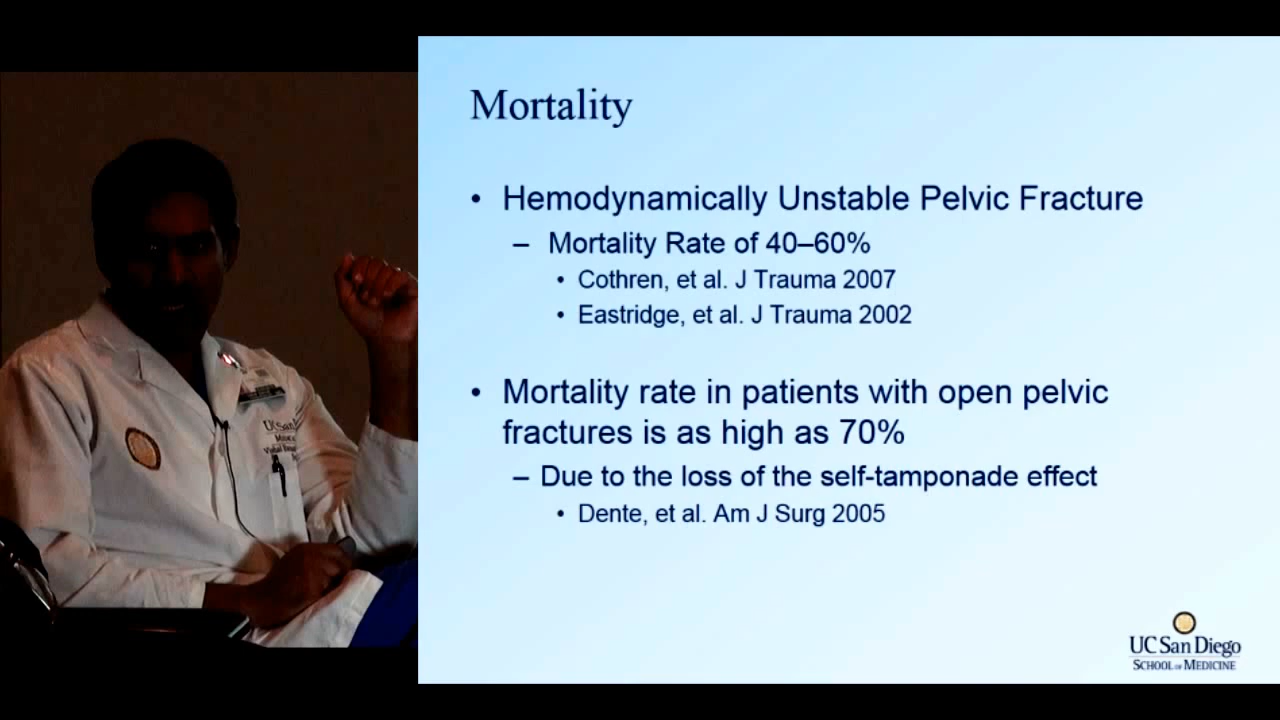 Mortality
• Hemodynamically Unstable Pelvic Fracture
– Mortality Rate of 40–60%
• Cothren, et al. J Trauma 2007
• Eastridge, et al. J Trauma 2002
• Mortality rate in patients with open pelvic
fractures is as high as 70%
– Due to the loss of the self-tamponade effect
• Dente, et al. Am J Surg 2005
UC San Diego
SCHOOL OF MEDICINE
UC San